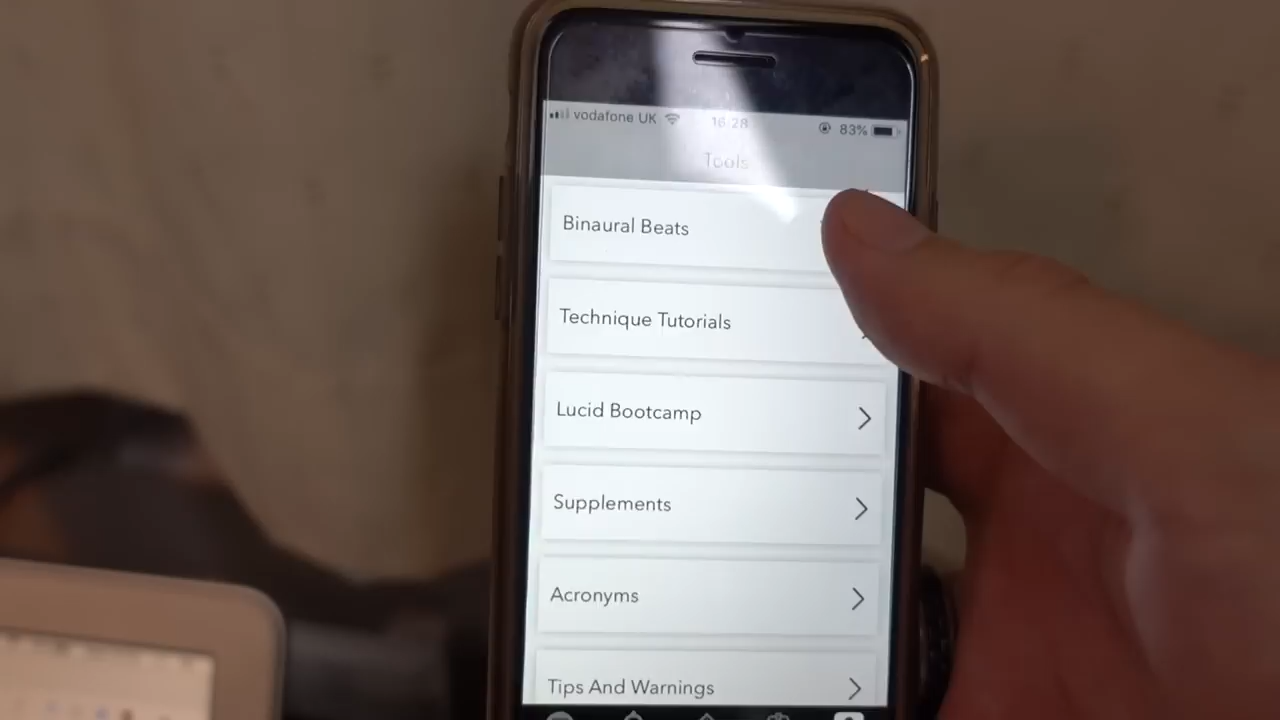 vodafone UK 16:28 83%
Tools
Binaural Beats
Technique Tutorials
Lucid Bootcamp
Supplements
Acronyms
Tips And Warnings